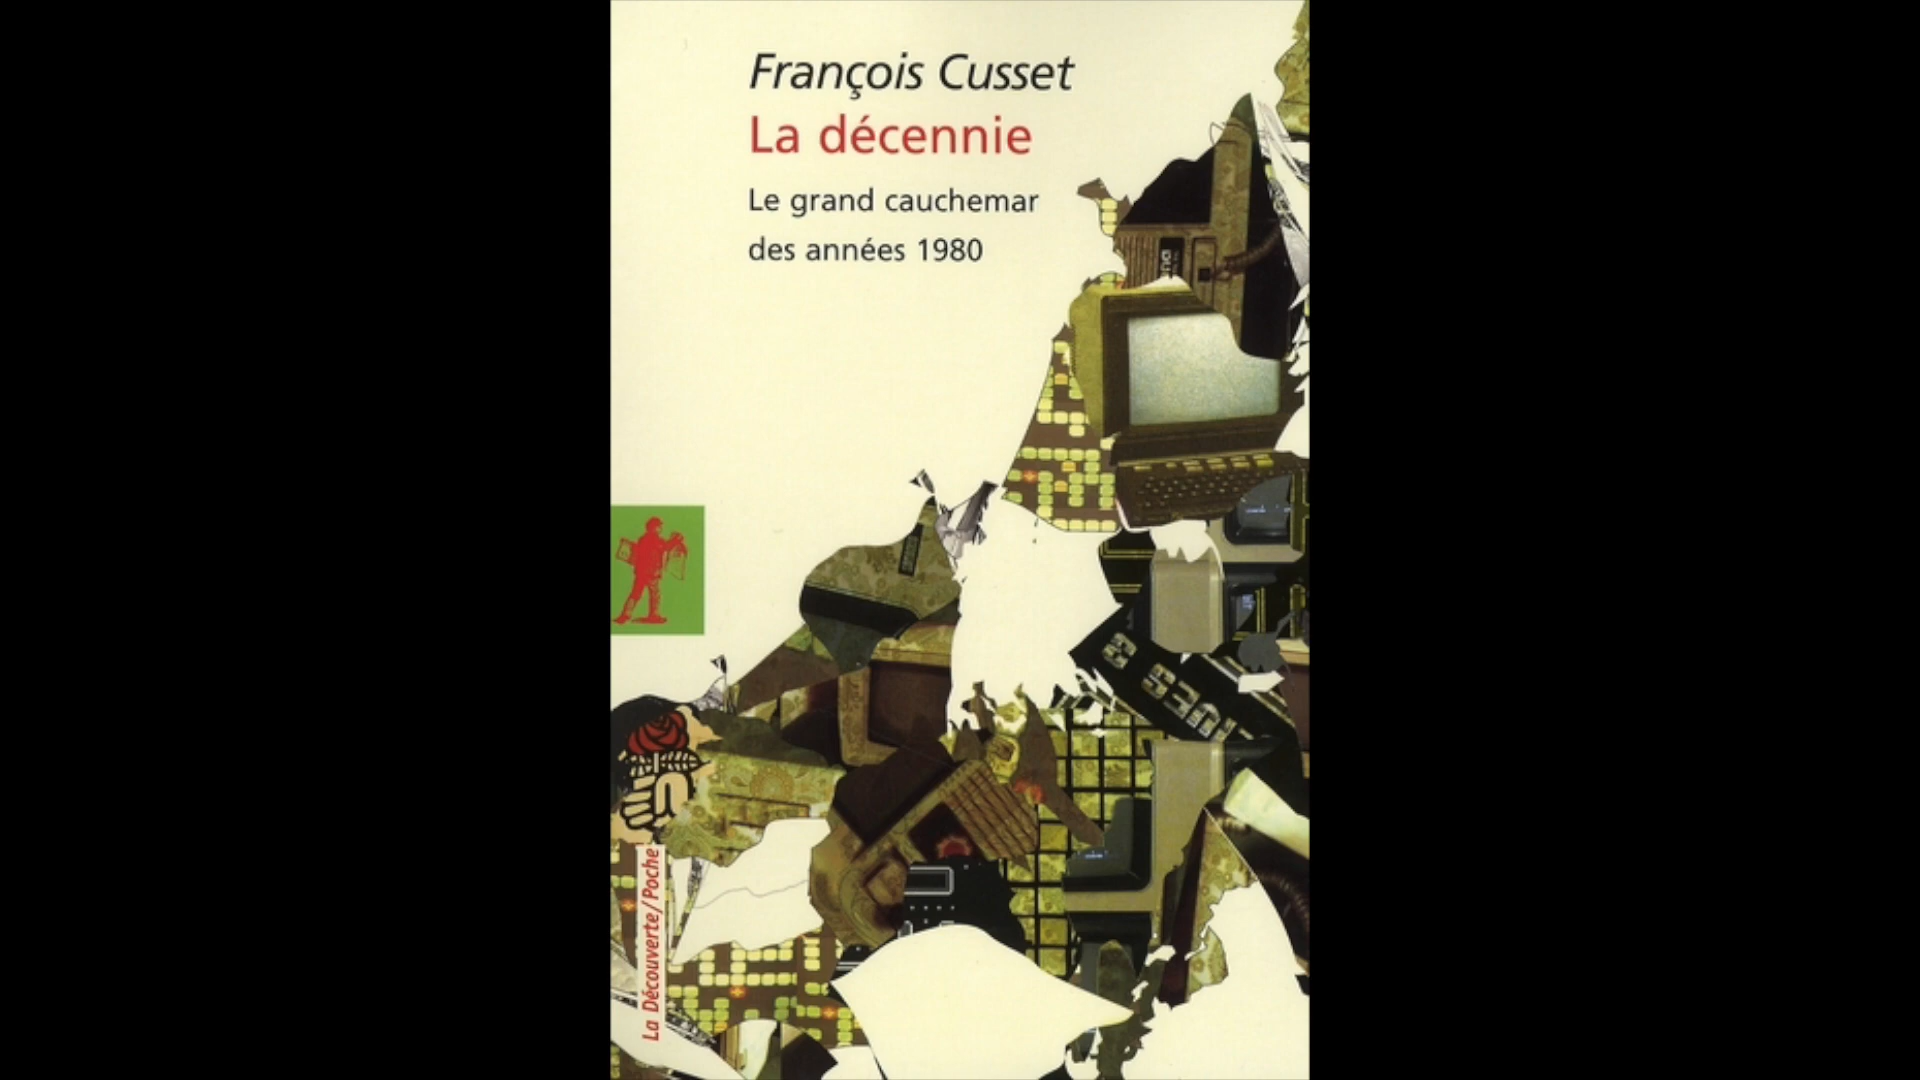 François Cusset
La décennie
Le grand cauchemar
des années 1980
La Découverte/Poche